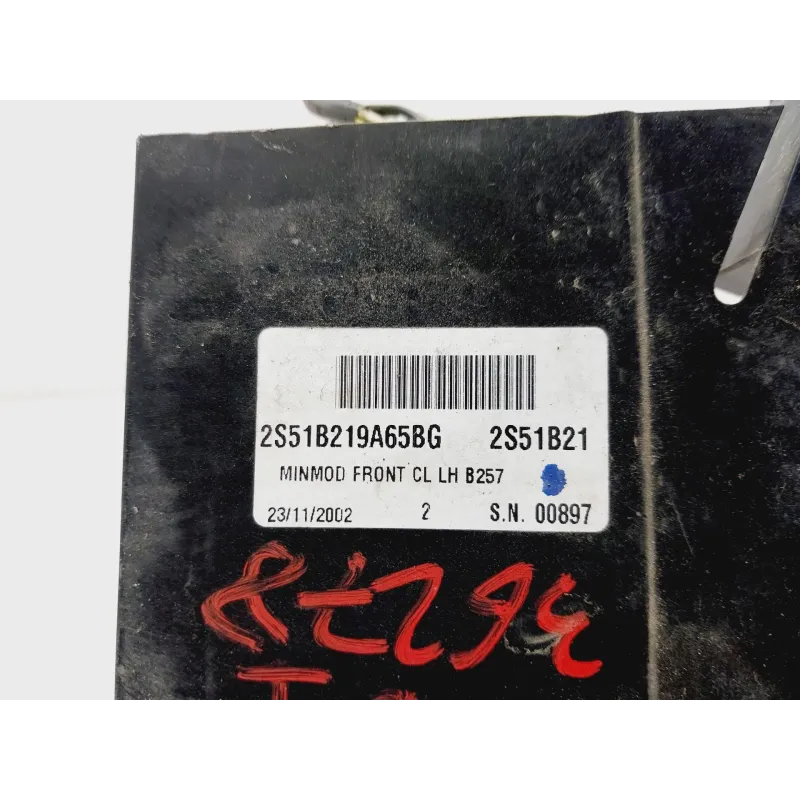 2S51B219A65BG 2S51B21
MINMOD FRONT CL LH B257
23/11/2002 2 S.N. 00897